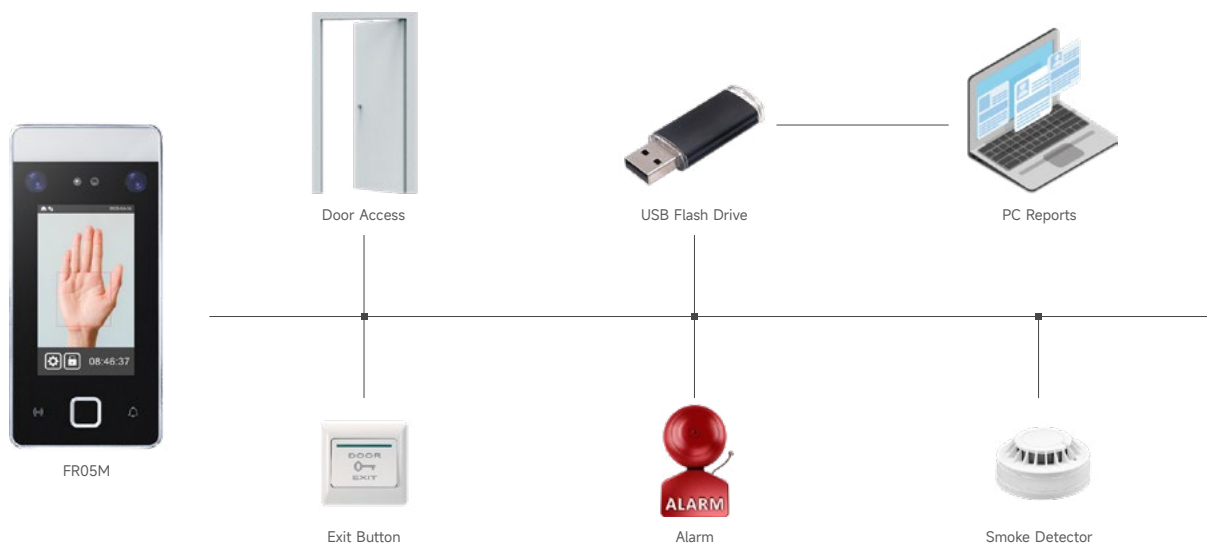 Door Access
USB Flash Drive
PC Reports
08:46:37
FR05M
DOOR
EXIT
ALARM
Exit Button
Alarm
Smoke Detector